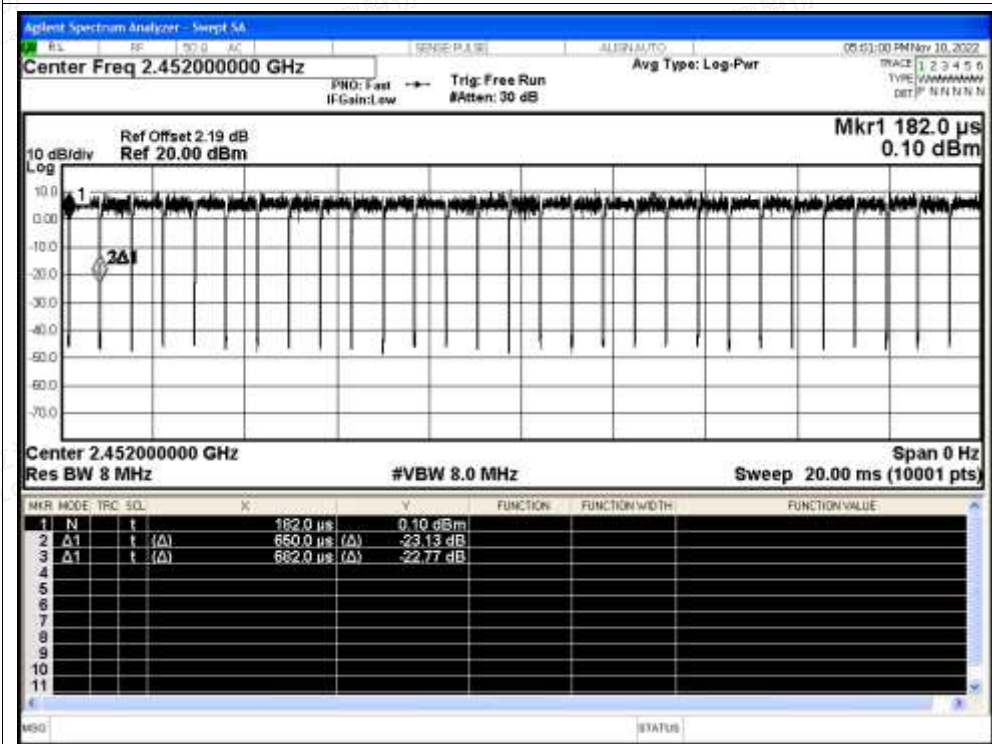 Agilent Spectrum Analyzer - Swept SA
RL RF 50 Ω AC SENSE:PULSE ALIGN AUTO 05:51:00 PM Nov 10, 2022
Center Freq 2.452000000 GHz Avg Type: Log-Pwr TRACE 1 2 3 4 5 6
PNO: Fast Trig: Free Run TYPE
IFGain:Low #Atten: 30 dB DET P N N N N N
Mkr1 182.0 µs
0.10 dBm
Ref Offset 2.19 dB
10 dB/div Ref 20.00 dBm
Log
10.0
1
0.00
-10.0
2Δ1
-20.0
-30.0
-40.0
-50.0
-60.0
-70.0
Center 2.452000000 GHz Span 0 Hz
Res BW 8 MHz #VBW 8.0 MHz Sweep 20.00 ms (10001 pts)
MKR MODE TRC SCL X Y FUNCTION FUNCTION WIDTH FUNCTION VALUE
1 N t 182.0 µs 0.10 dBm
2 Δ1 t (Δ) 650.0 µs (Δ) -23.13 dB
3 Δ1 t (Δ) 682.0 µs (Δ) -22.77 dB
4
5
6
7
8
9
10
11
MSG STATUS